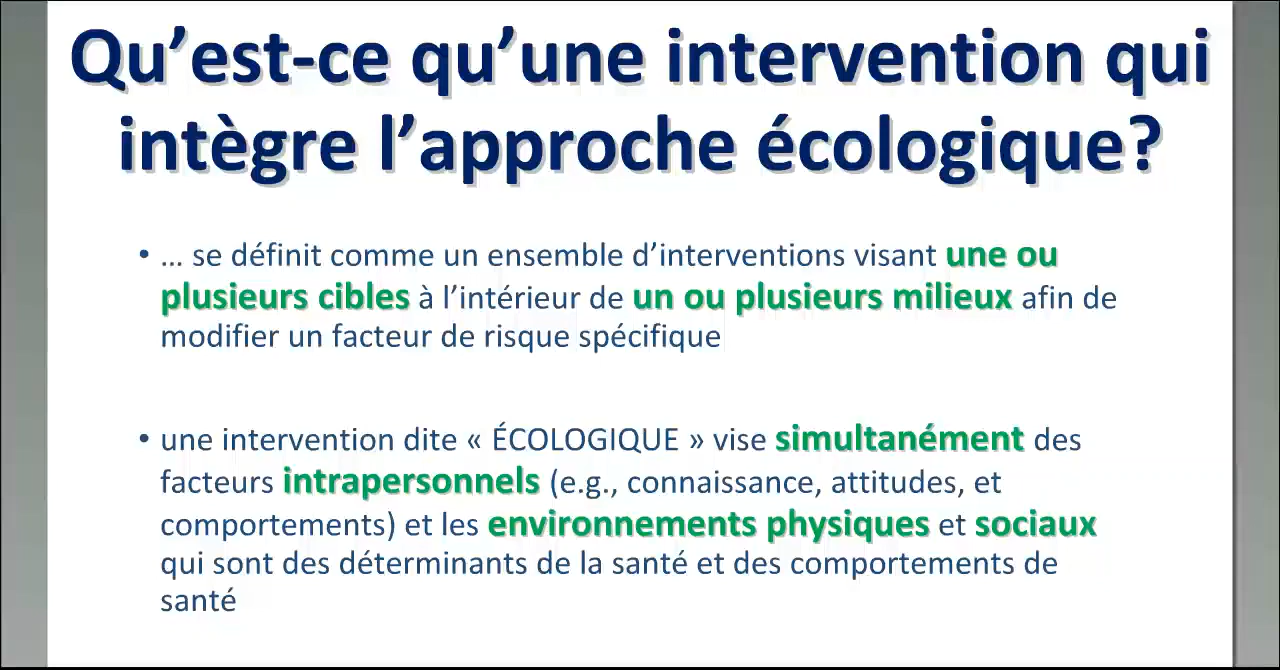 Qu’est-ce qu’une intervention qui
intègre l’approche écologique?
• … se définit comme un ensemble d’interventions visant une ou
plusieurs cibles à l’intérieur de un ou plusieurs milieux afin de
modifier un facteur de risque spécifique
• une intervention dite « ÉCOLOGIQUE » vise simultanément des
facteurs intrapersonnels (e.g., connaissance, attitudes, et
comportements) et les environnements physiques et sociaux
qui sont des déterminants de la santé et des comportements de
santé